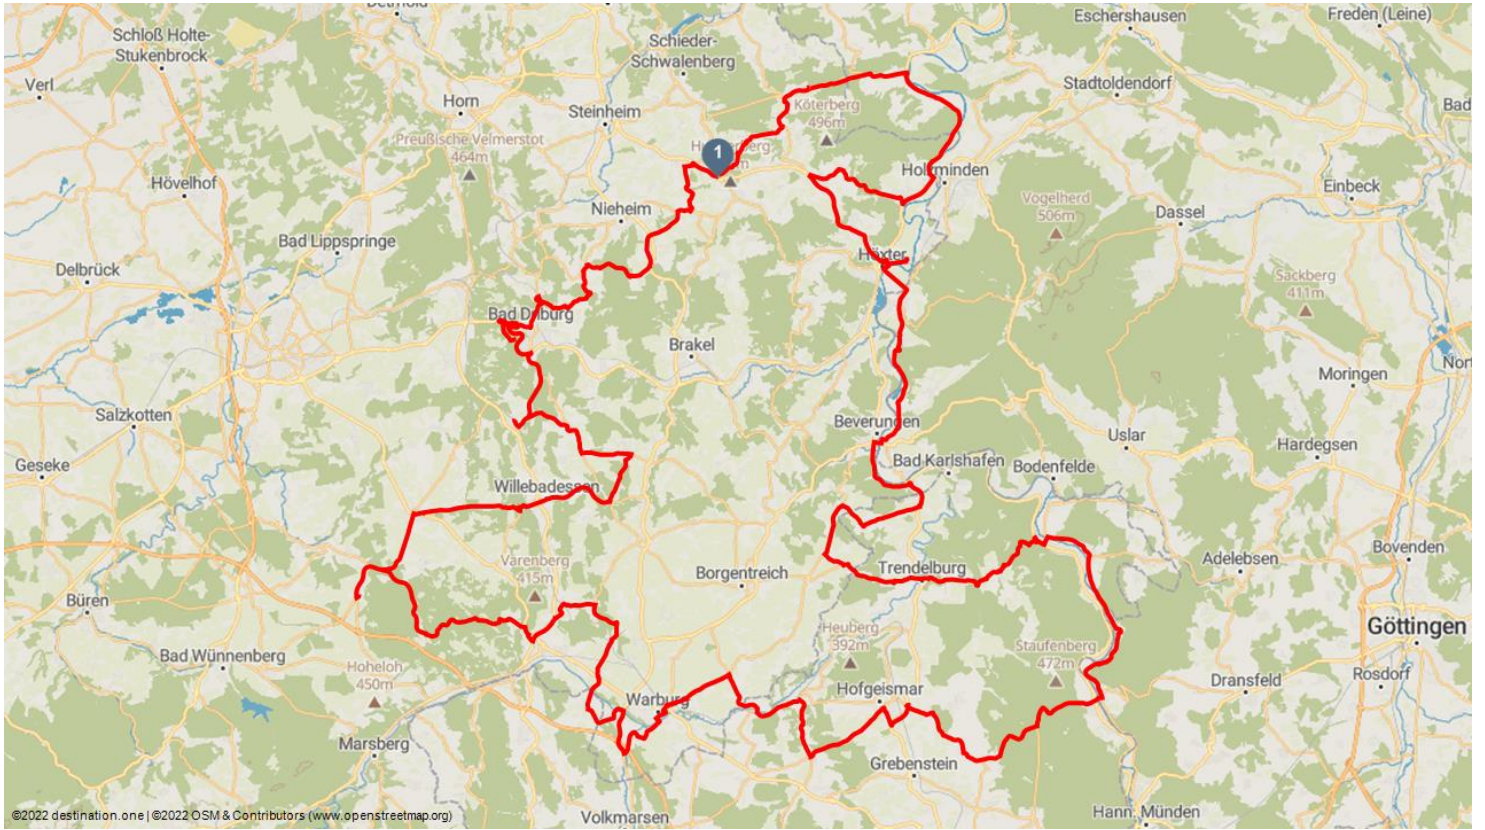 Detmold
Schloß Holte-
Stukenbrock
Schieder-
Schwalenberg
Eschershausen
Freden (Leine)
Verl
Horn
Steinheim
Köterberg
496m
Stadtoldendorf
Bad
Preußische Velmerstot
464m
1
Hövelhof
Nieheim
Holzminden
Vogelherd
506m
Einbeck
Dassel
Bad Lippspringe
Delbrück
Höxter
Sackberg
411m
Bad Driburg
Brakel
Nor
Moringen
Salzkotten
Beverungen
Uslar
Hardegsen
Geseke
Willebadessen
Bad Karlshafen
Bodenfelde
Varenberg
415m
Borgentreich
Trendelburg
Adelebsen
Bovenden
Büren
Heuberg
392m
Staufenberg
472m
Göttingen
Bad Wünnenberg
Hoheloh
450m
Warburg
Hofgeismar
Dransfeld
Rosdorf
Marsberg
Grebenstein
Volkmarsen
Hann. Münden
©2022 destination.one | ©2022 OSM & Contributors (www.openstreetmap.org)